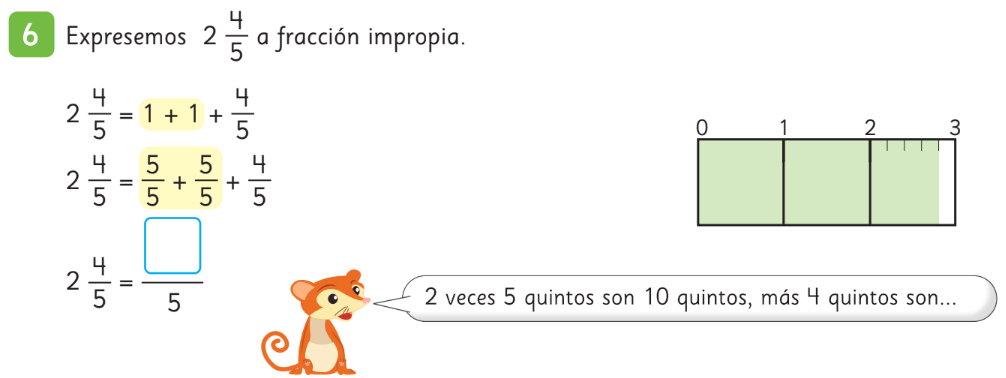 6 Expresemos 2 4/5 a fracción impropia.
2 4/5 = 1 + 1 + 4/5
2 4/5 = 5/5 + 5/5 + 4/5
2 4/5 = /5
0 1 2 3
2 veces 5 quintos son 10 quintos, más 4 quintos son...